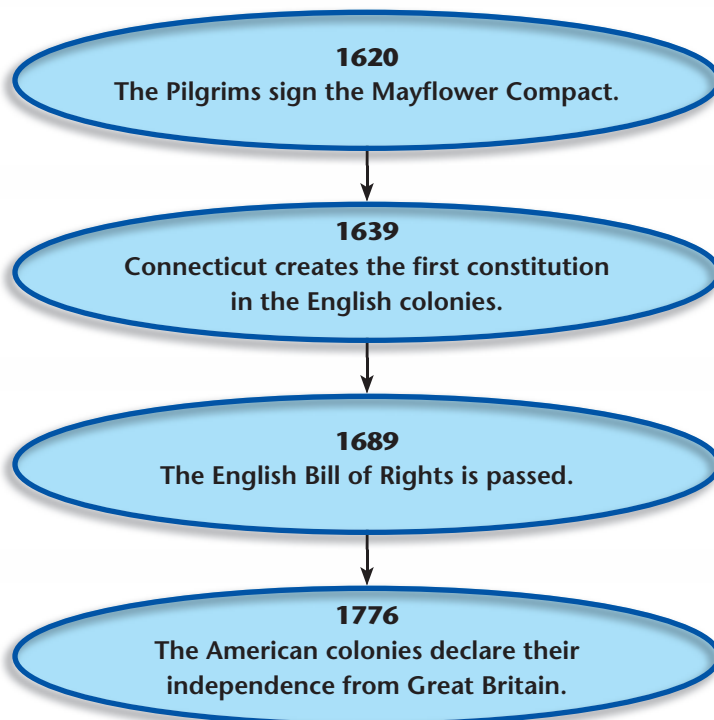 1620
The Pilgrims sign the Mayflower Compact.
1639
Connecticut creates the first constitution
in the English colonies.
1689
The English Bill of Rights is passed.
1776
The American colonies declare their
independence from Great Britain.